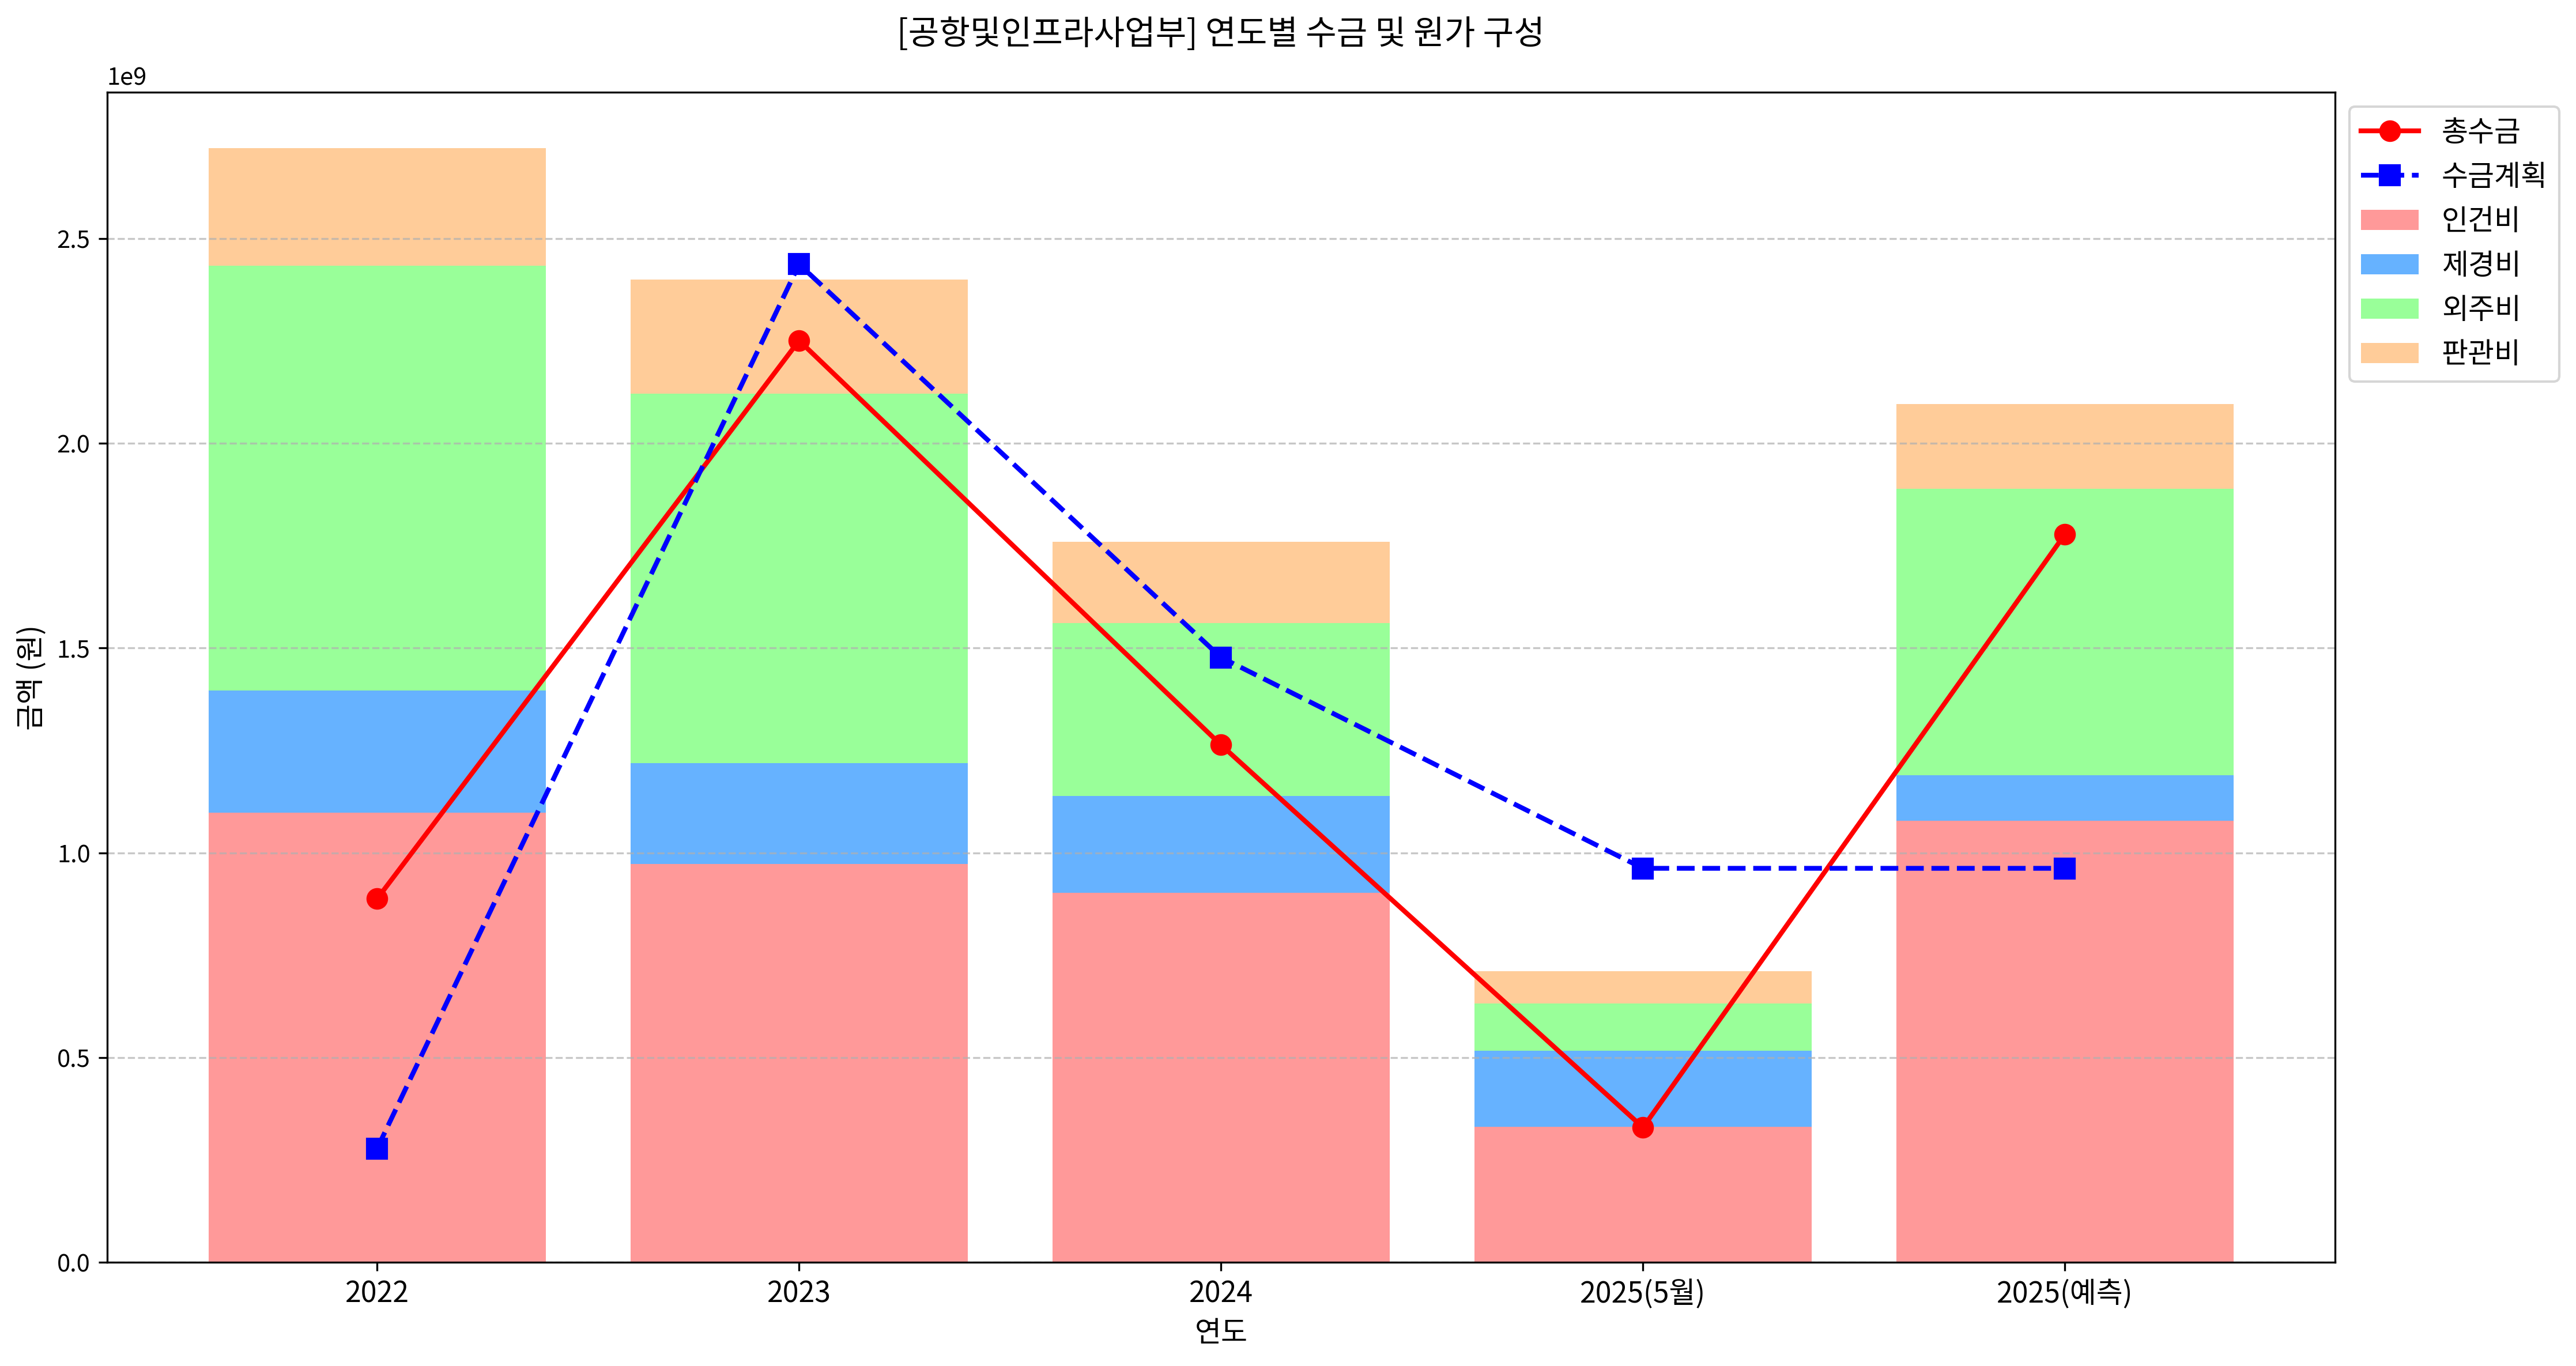 [공항및인프라사업부] 연도별 수금 및 원가 구성
1e9
2.5
2.0
1.5
1.0
0.5
0.0
금액 (원)
2022
2023
2024
2025(5월)
2025(예측)
연도
총수금
수금계획
인건비
제경비
외주비
판관비